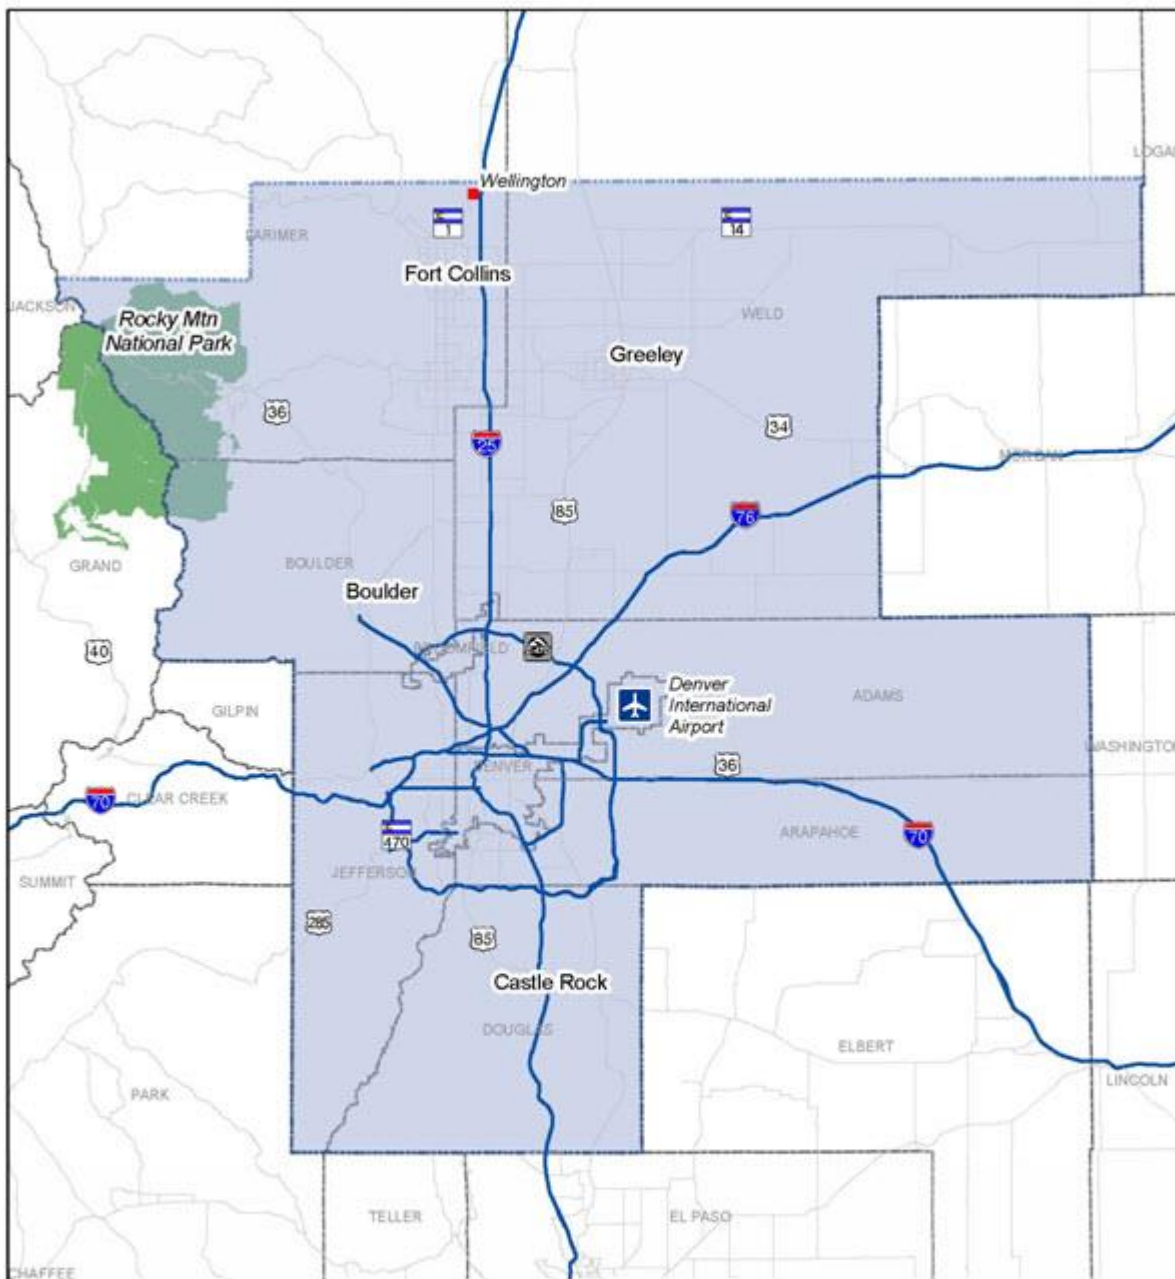 LOGA
Wellington
1
14
LARIMER
Fort Collins
JACKSON
Rocky Mtn
National Park
WELD
Greeley
36
34
25
MORGAN
85
76
GRAND
BOULDER
Boulder
40
BROOMFIELD
GILPIN
Denver
International
Airport
ADAMS
WASHINGTON
DENVER
36
70
CLEAR CREEK
470
ARAPAHOE
70
SUMMIT
JEFFERSON
285
85
Castle Rock
DOUGLAS
ELBERT
PARK
LINCOLN
TELLER
EL PASO
CHAFFEE